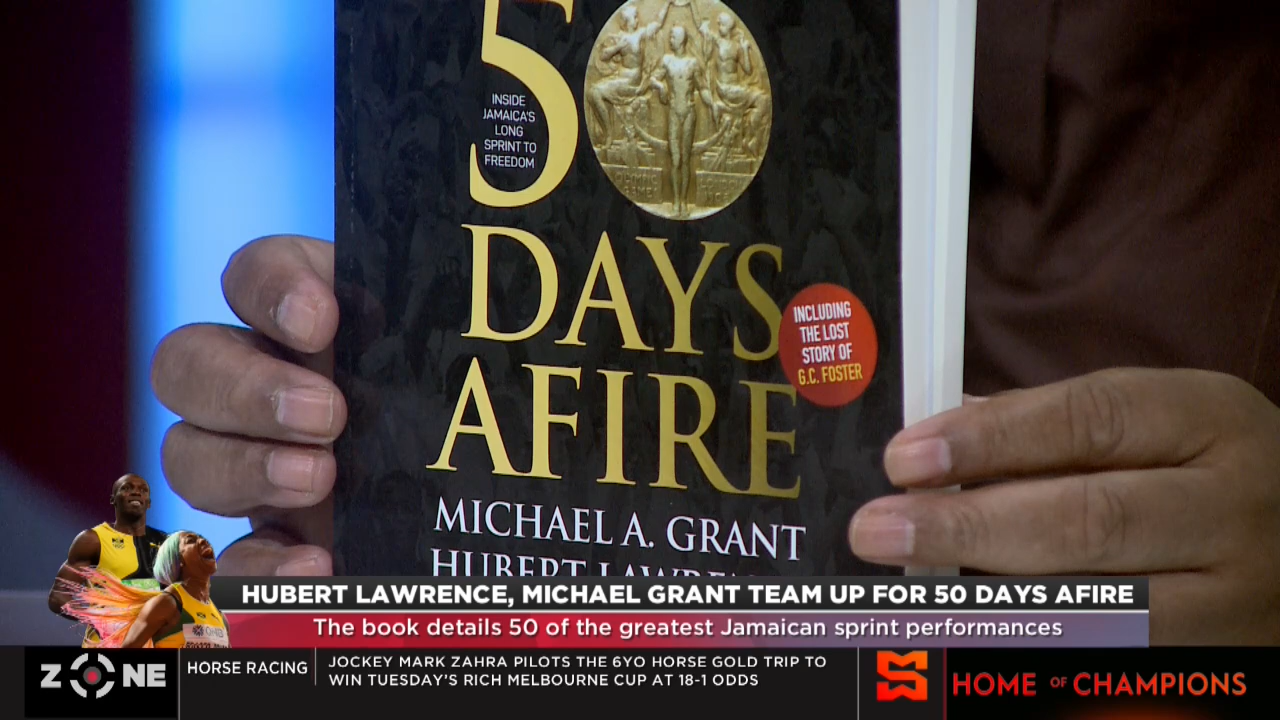 50
INSIDE
JAMAICA'S
LONG
SPRINT TO
FREEDOM
DAYS
AFIRE
INCLUDING
THE LOST
STORY OF
G.C. FOSTER
MICHAEL A. GRANT
HUBERT
HUBERT LAWRENCE, MICHAEL GRANT TEAM UP FOR 50 DAYS AFIRE
The book details 50 of the greatest Jamaican sprint performances
ZONE
HORSE RACING
JOCKEY MARK ZAHRA PILOTS THE 6YO HORSE GOLD TRIP TO
WIN TUESDAY'S RICH MELBOURNE CUP AT 18-1 ODDS
HOME OF CHAMPIONS